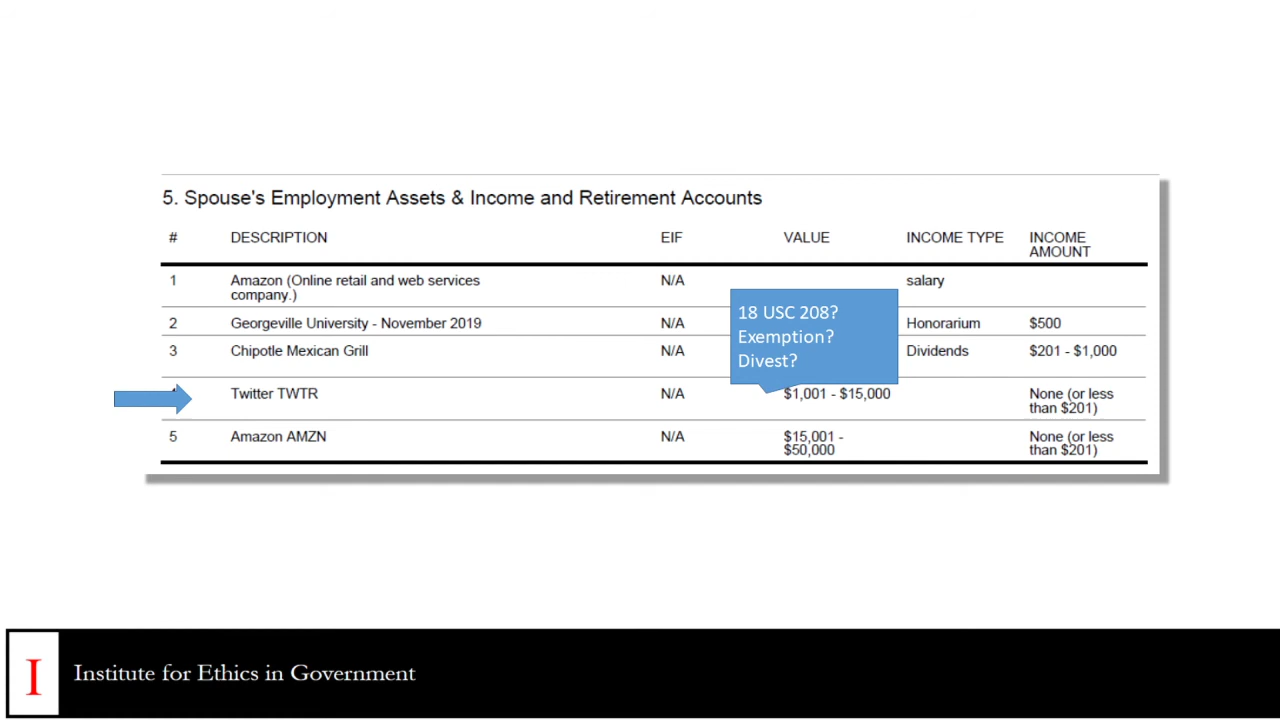 5. Spouse's Employment Assets & Income and Retirement Accounts
# DESCRIPTION EIF VALUE INCOME TYPE INCOME
AMOUNT
1 Amazon (Online retail and web services N/A salary
company.)
2 Georgeville University - November 2019 N/A Honorarium $500
3 Chipotle Mexican Grill N/A Dividends $201 - $1,000
18 USC 208?
Exemption?
Divest?
Twitter TWTR N/A $1,001 - $15,000 None (or less
than $201)
5 Amazon AMZN N/A $15,001 - None (or less
$50,000 than $201)
I Institute for Ethics in Government